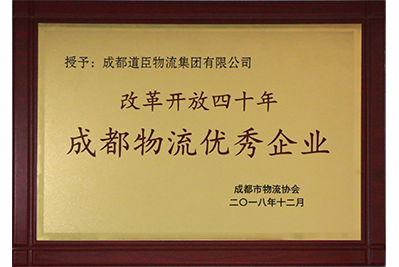 授予：成都道臣物流集团有限公司
改革开放四十年
成都物流优秀企业
成都市物流协会
二〇一八年十二月